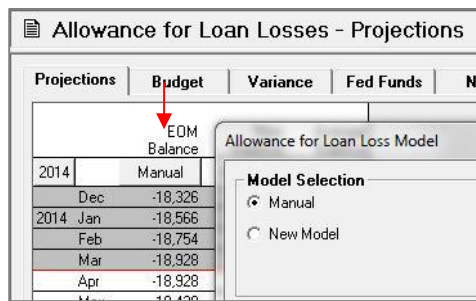 Allowance for Loan Losses - Projections
Projections Budget Variance Fed Funds
EOM
Balance
Allowance for Loan Loss Model
2014 Manual
Model Selection
Manual
New Model
Dec -18,326
2014 Jan -18,566
Feb -18,754
Mar -18,928
Apr -18,928